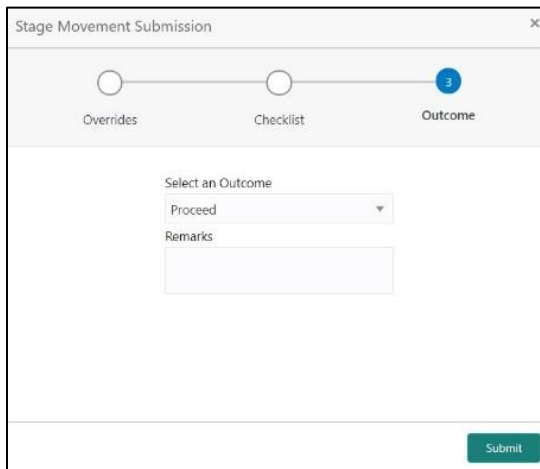 Stage Movement Submission ×
3
Overrides Checklist Outcome
Select an Outcome
Proceed
Remarks
Submit